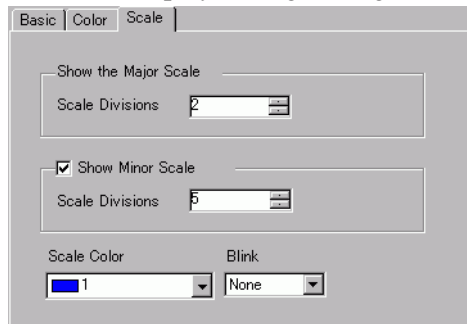 Basic Color Scale
Show the Major Scale
Scale Divisions 2
Show Minor Scale
Scale Divisions 5
Scale Color Blink
1 None